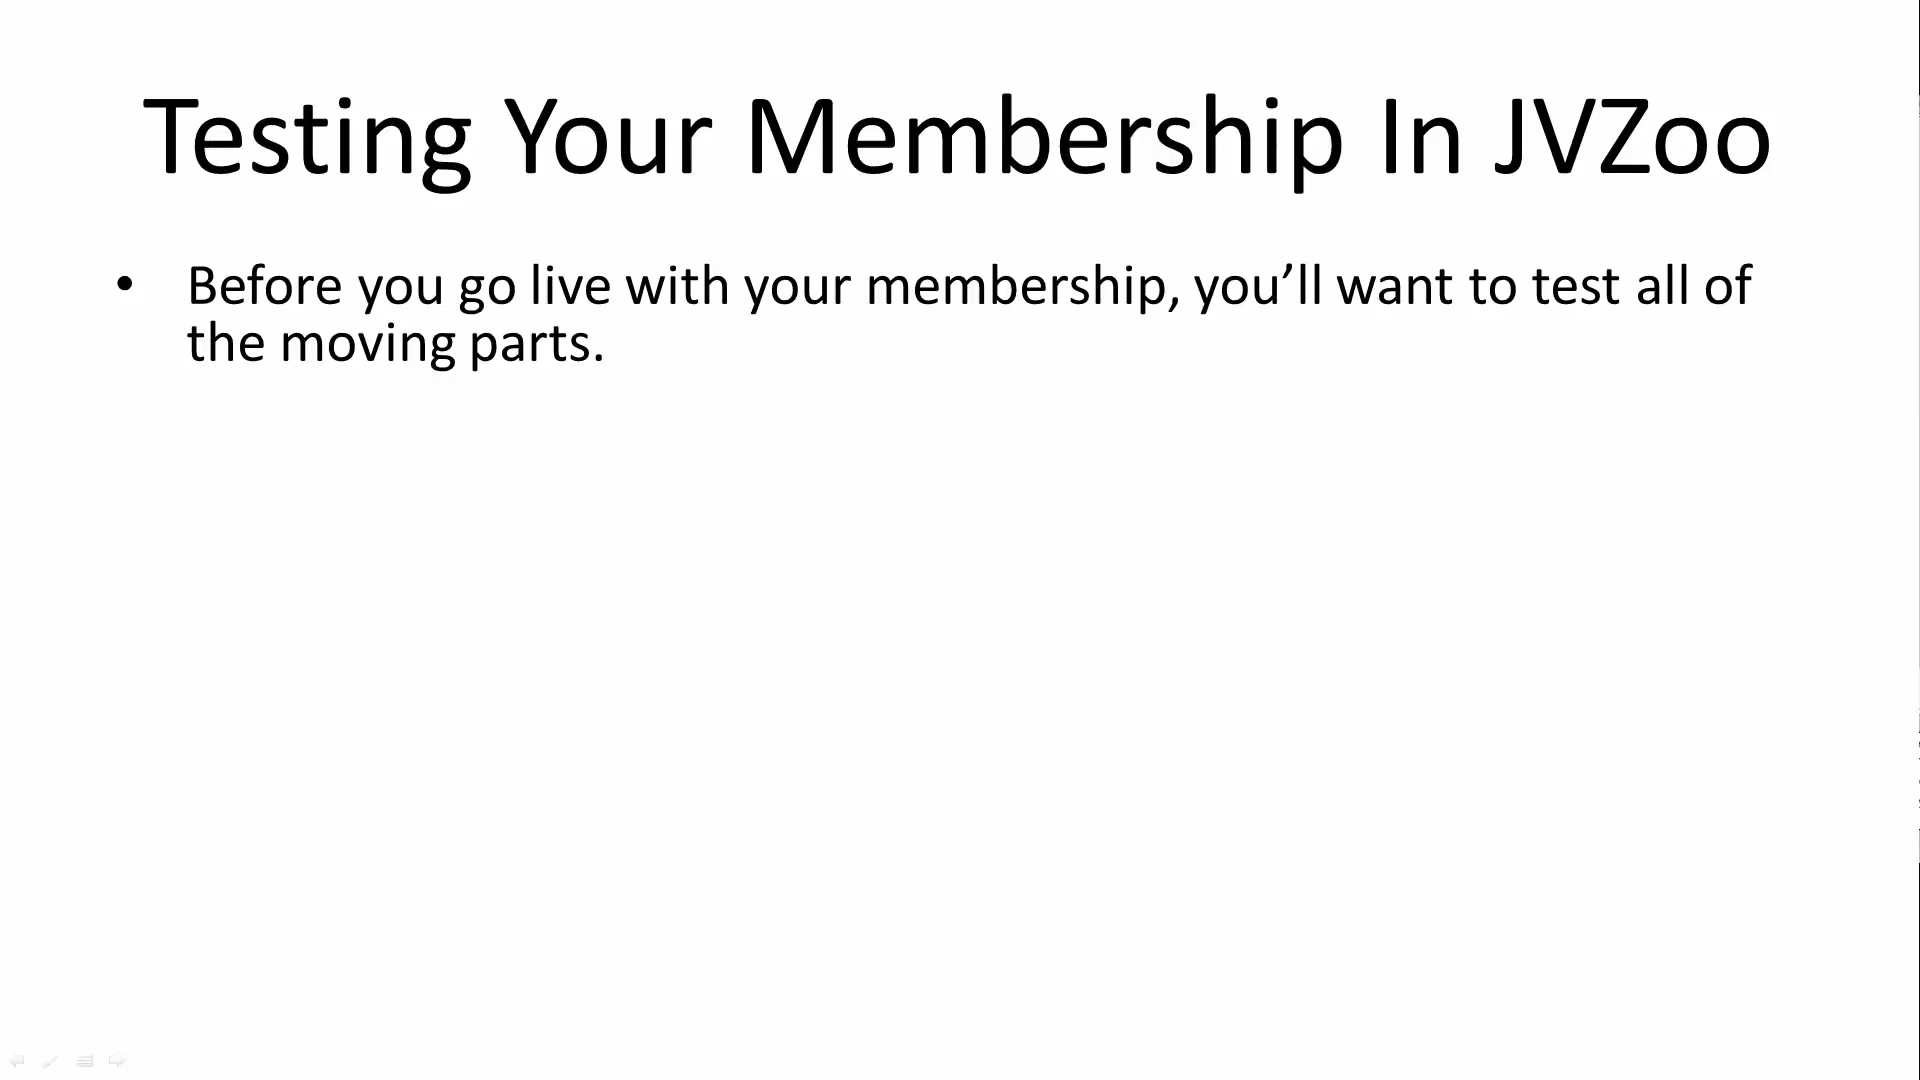 Testing Your Membership In JVZoo
• Before you go live with your membership, you’ll want to test all of
the moving parts.